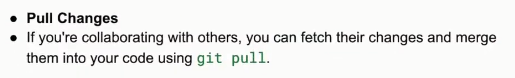 ● Pull Changes
● If you're collaborating with others, you can fetch their changes and merge
them into your code using git pull.